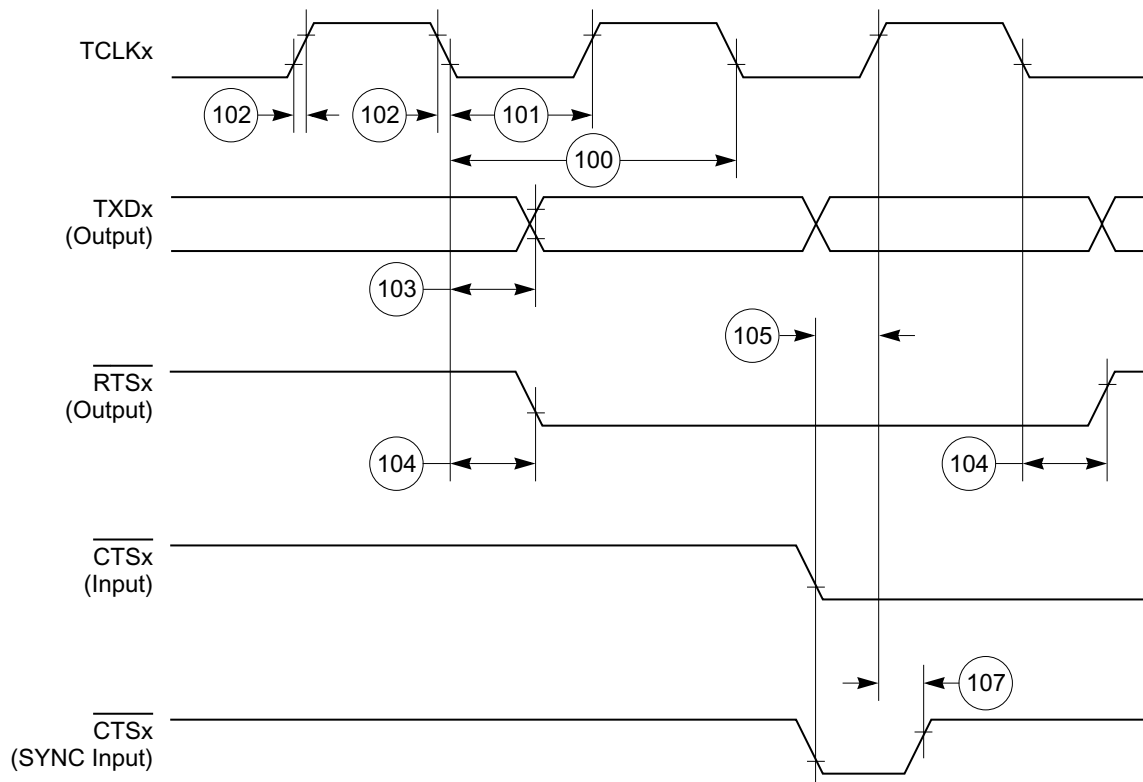 TCLKx
102
102
101
100
TXDx
(Output)
103
105
RTSx
(Output)
104
104
CTSx
(Input)
107
CTSx
(SYNC Input)